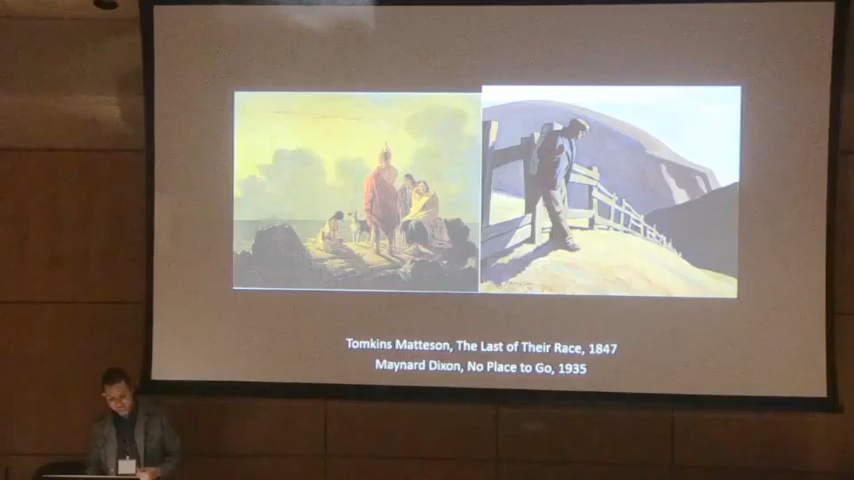 Tomkins Matteson, The Last of Their Race, 1847
Maynard Dixon, No Place to Go, 1935